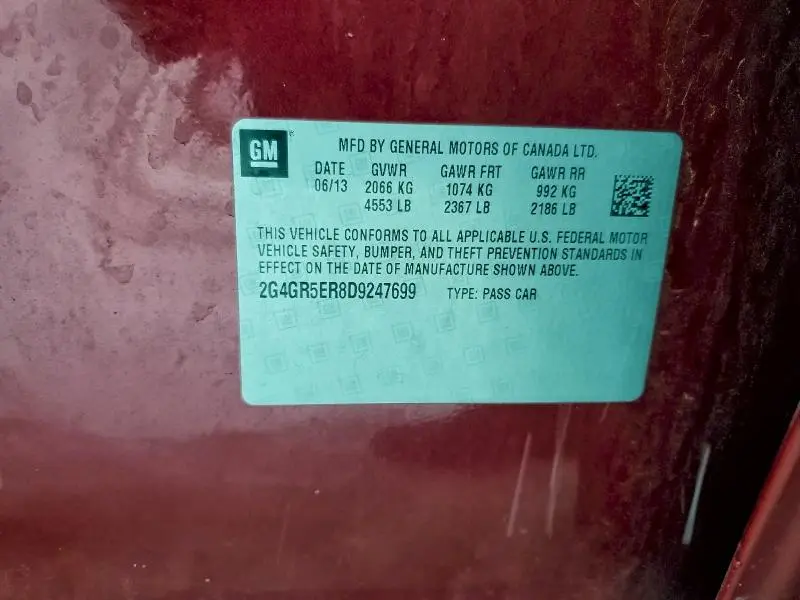 GM
MFD BY GENERAL MOTORS OF CANADA LTD.
DATE GVWR GAWR FRT GAWR RR
06/13 2066 KG 1074 KG 992 KG
4553 LB 2367 LB 2186 LB
THIS VEHICLE CONFORMS TO ALL APPLICABLE U.S. FEDERAL MOTOR
VEHICLE SAFETY, BUMPER, AND THEFT PREVENTION STANDARDS IN
EFFECT ON THE DATE OF MANUFACTURE SHOWN ABOVE.
2G4GR5ER8D9247699 TYPE: PASS CAR